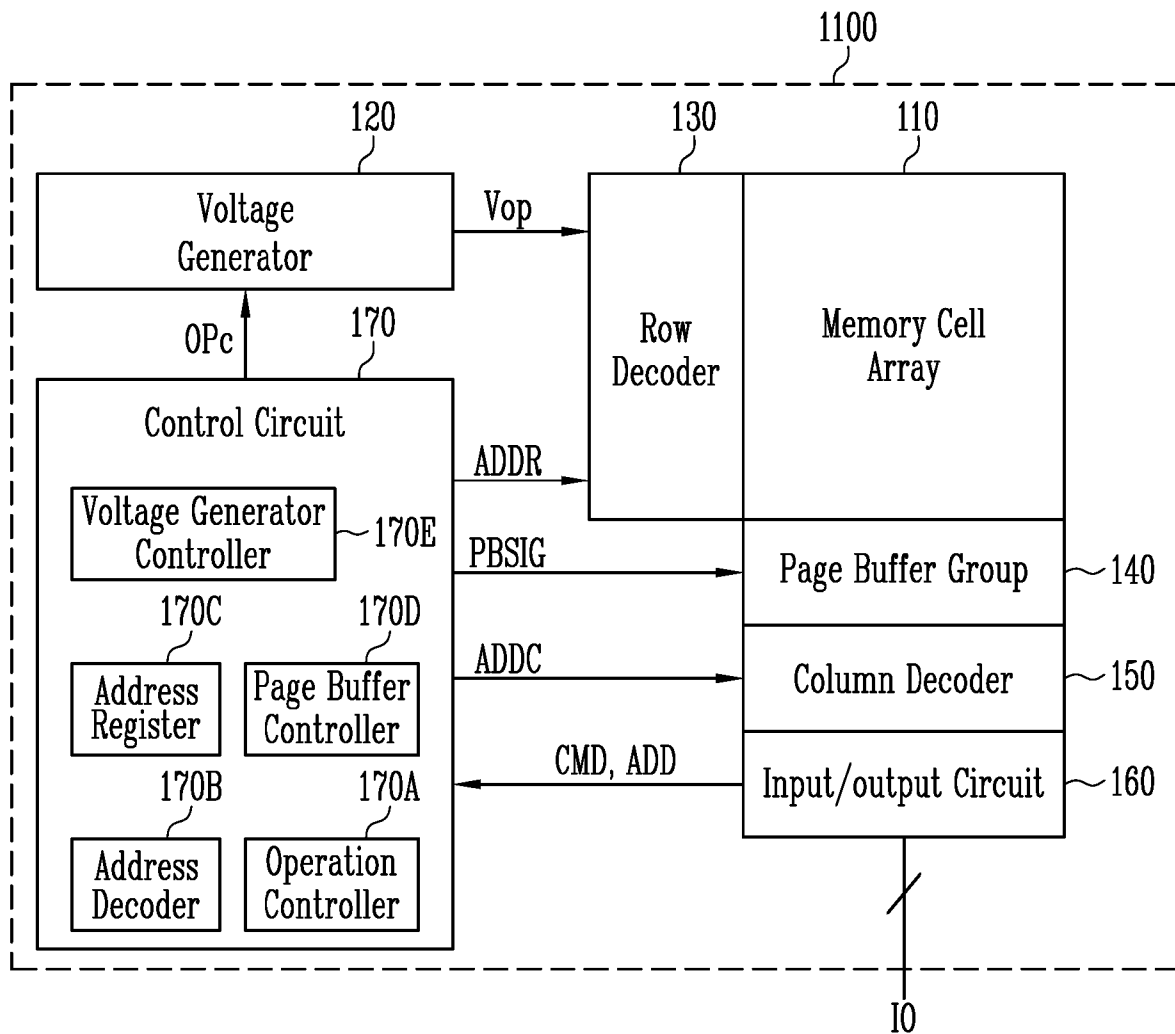 1100
120
130
110
Voltage
Generator
Vop
Row
Decoder
Memory Cell
Array
OPc
170
Control Circuit
ADDR
Voltage Generator
Controller
170E
PBSIG
Page Buffer Group
140
170C
170D
ADDC
Address
Register
Page Buffer
Controller
Column Decoder
150
CMD, ADD
Input/output Circuit
160
170B
170A
Address
Decoder
Operation
Controller
IO